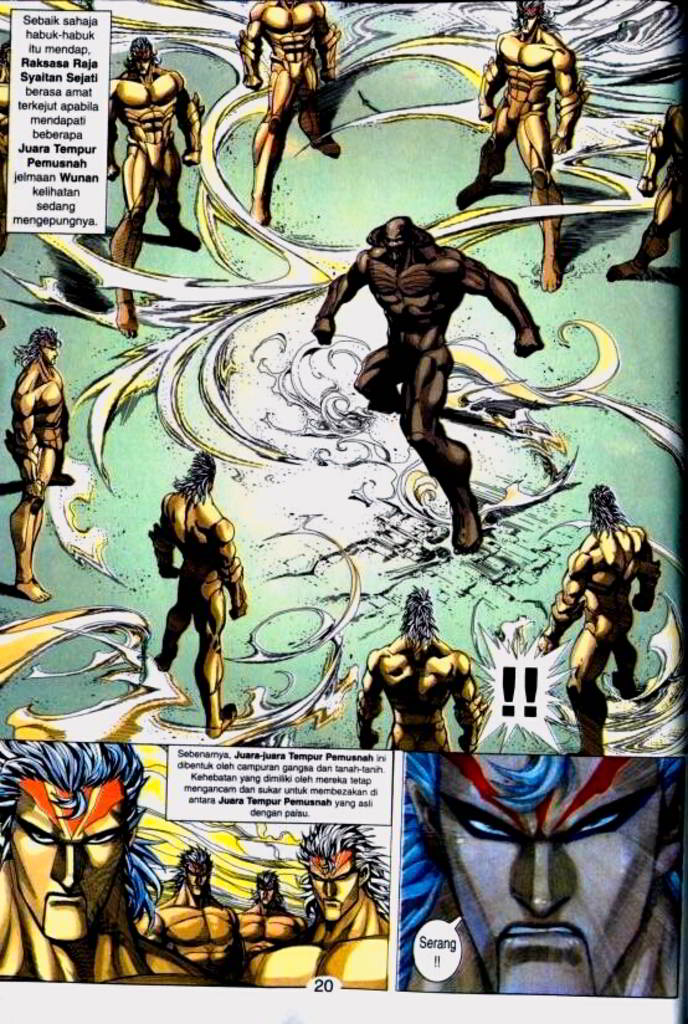 Sebaik sahaja
habuk-habuk
itu mendap,
Raksasa Raja
Syaitan Sejati
berasa amat
terkejut apabila
mendapati
beberapa
Juara Tempur
Pemusnah
jelmaan Wunan
kelihatan
sedang
mengepungnya.
!!
Sebenarnya, Juara-juara Tempur Pemusnah ini
dibentuk oleh campuran gangsa dan tanah-tanih.
Kehebatan yang dimiliki oleh mereka tetap
mengancam dan sukar untuk membezakan di
antara Juara Tempur Pemusnah yang asli
dengan palsu.
Serang
!!
20